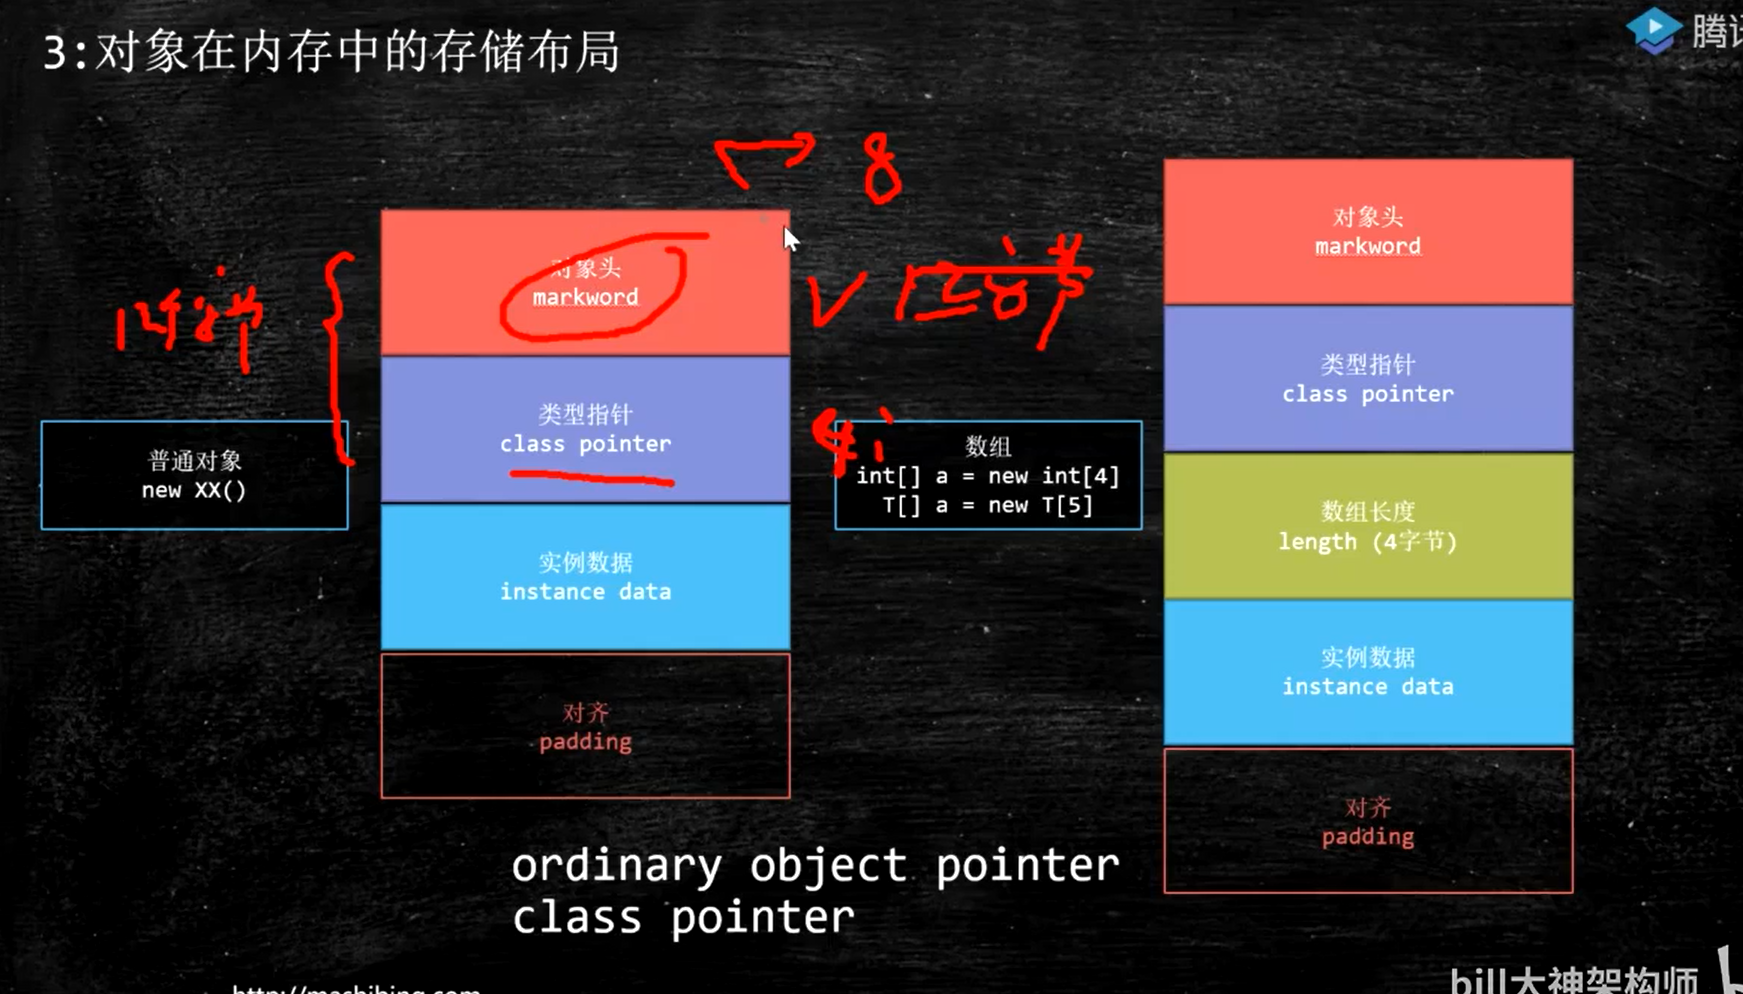 3:对象在内存中的存储布局
腾讯
8
对象头
markword
类型指针
class pointer
实例数据
instance data
对齐
padding
普通对象
new XX()
数组
int[] a = new int[4]
T[] a = new T[5]
对象头
markword
类型指针
class pointer
数组长度
length (4字节)
实例数据
instance data
对齐
padding
ordinary object pointer
class pointer
http://mashibing.com
bill大神架构师